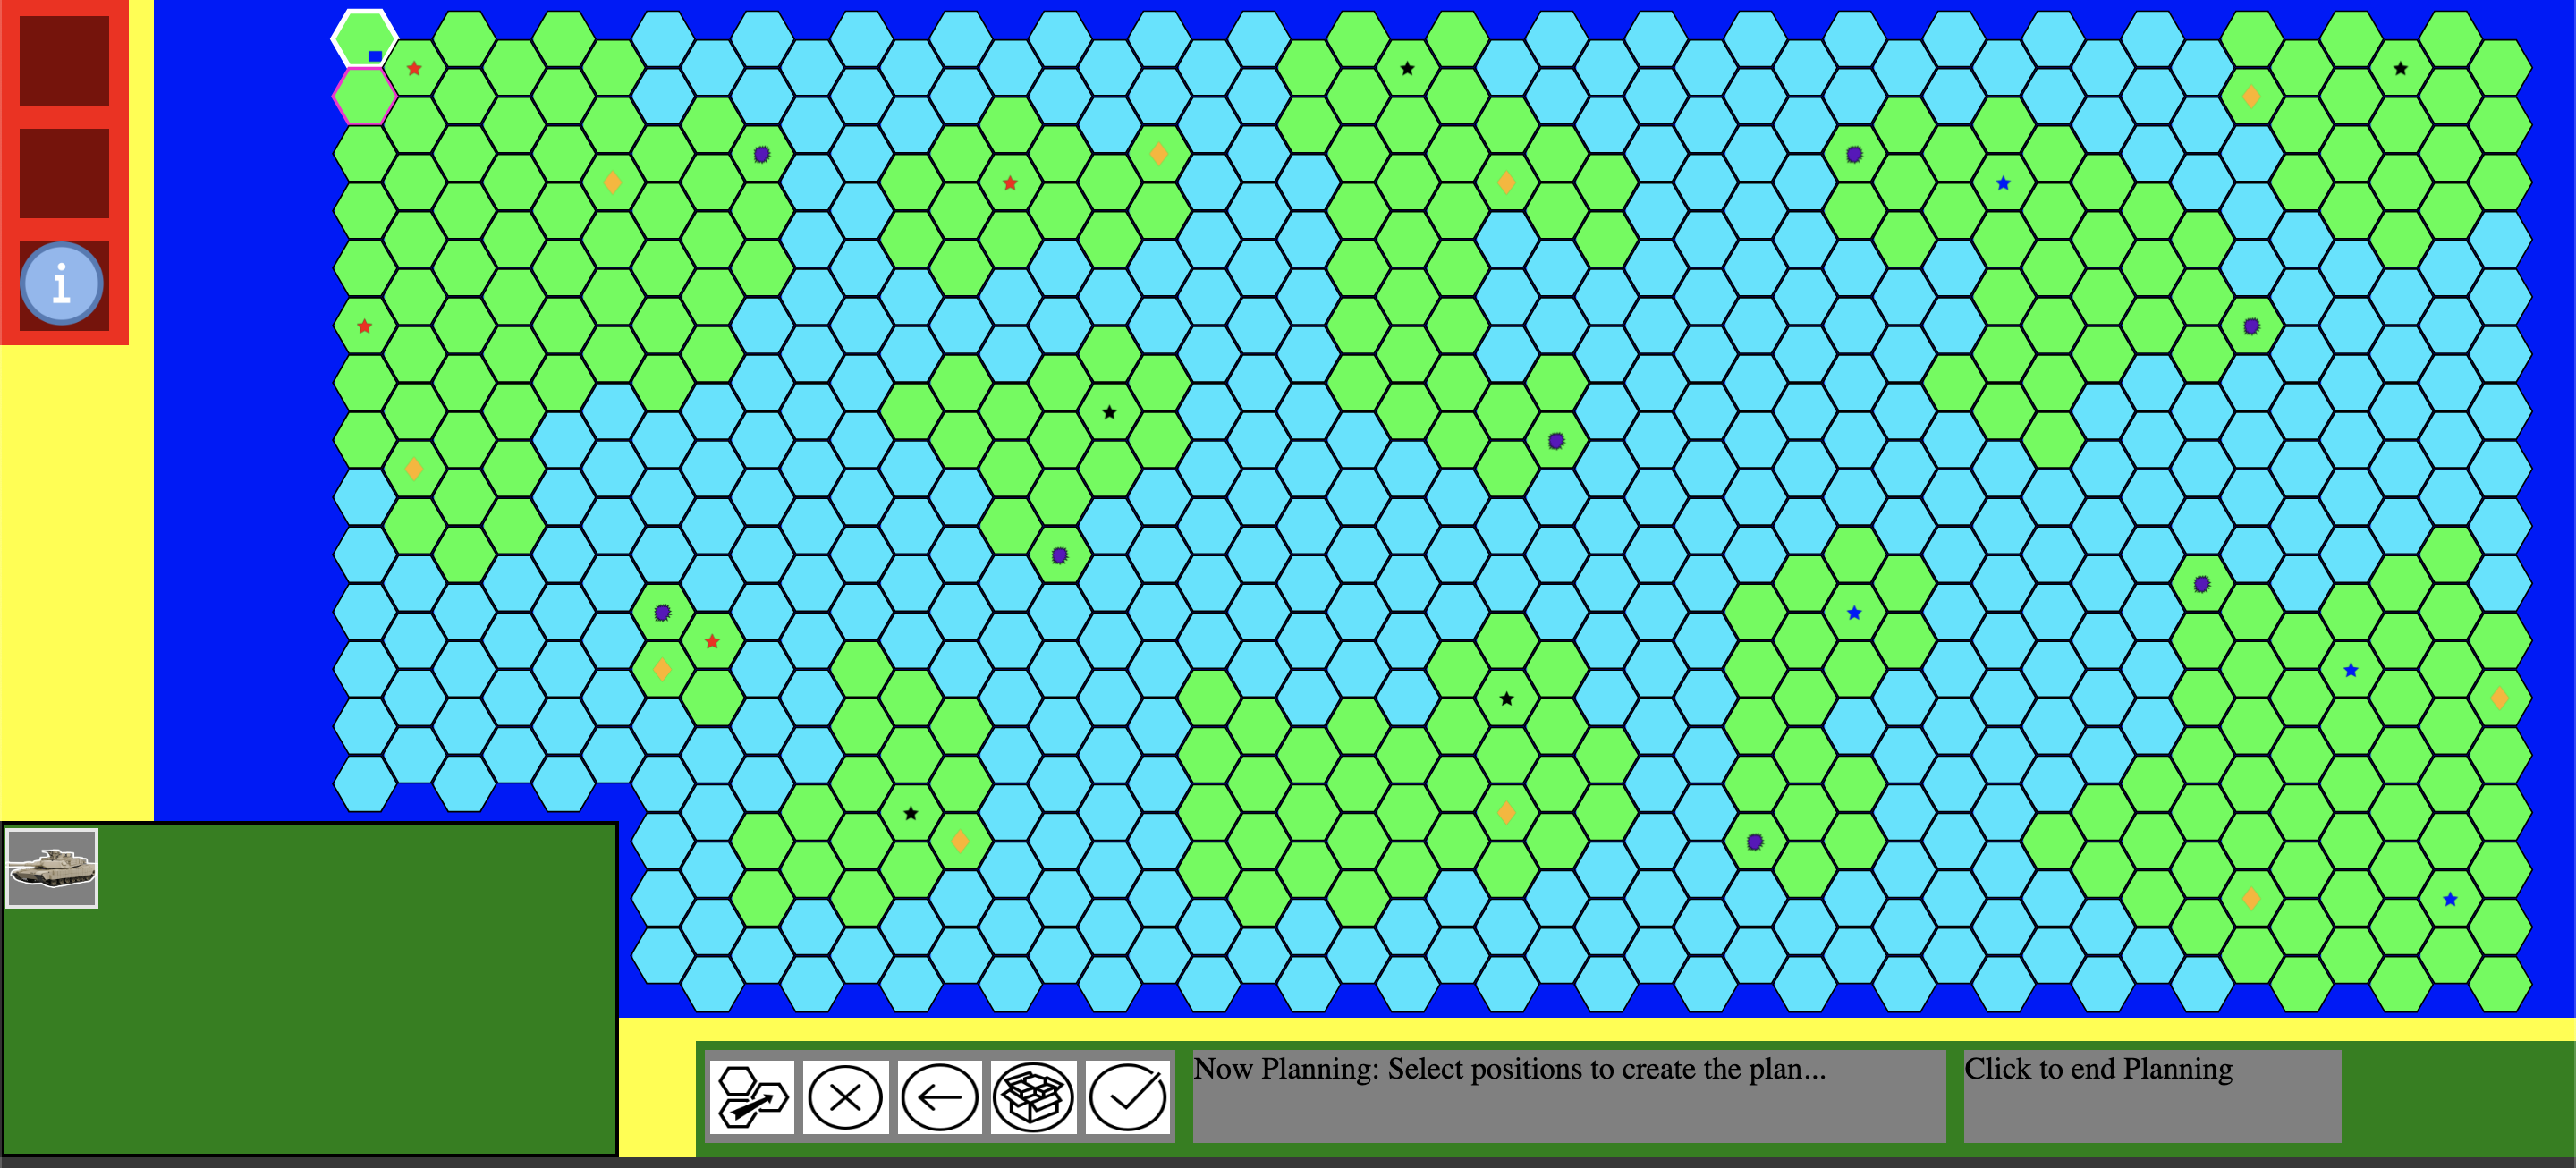 i
Now Planning: Select positions to create the plan...
Click to end Planning